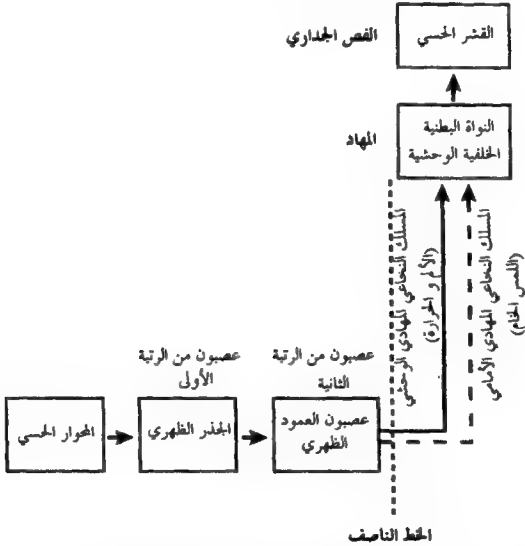 الفص الجداري
القشر الحسي
المهاد
النواة البطنية
الخلفية الوحشية
المسلك النخاعي المهادي الوحشي
(الألم و الحرارة)
المسلك النخاعي المهادي الأمامي
(اللمس الخام)
عصبون من الرتبة
الثانية
عصبون من الرتبة
الأولى
عصبون العمود
الظهري
الجذر الظهري
المحوار الحسي
الخط الناصف